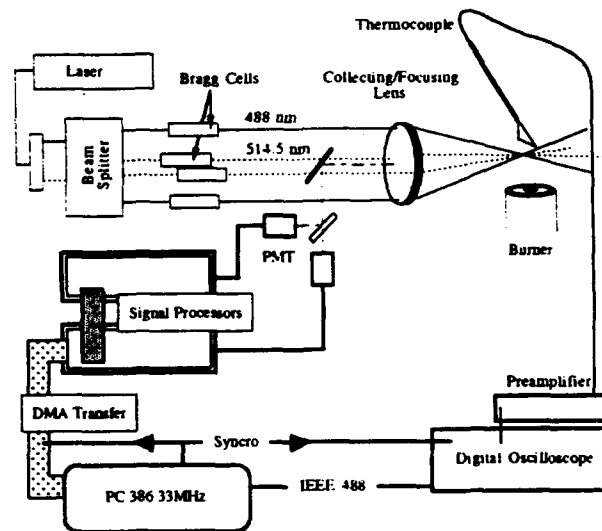 Thermocouple
Laser
Bragg
Cells
Collecting/Focusing
Lens
488 nm
514.5 nm
Beam
Splitter
Burner
PMT
Signal Processors
Preamplifier
DMA Transfer
Syncro
Digital Oscilloscope
PC 386 33MHz
IEEE 488